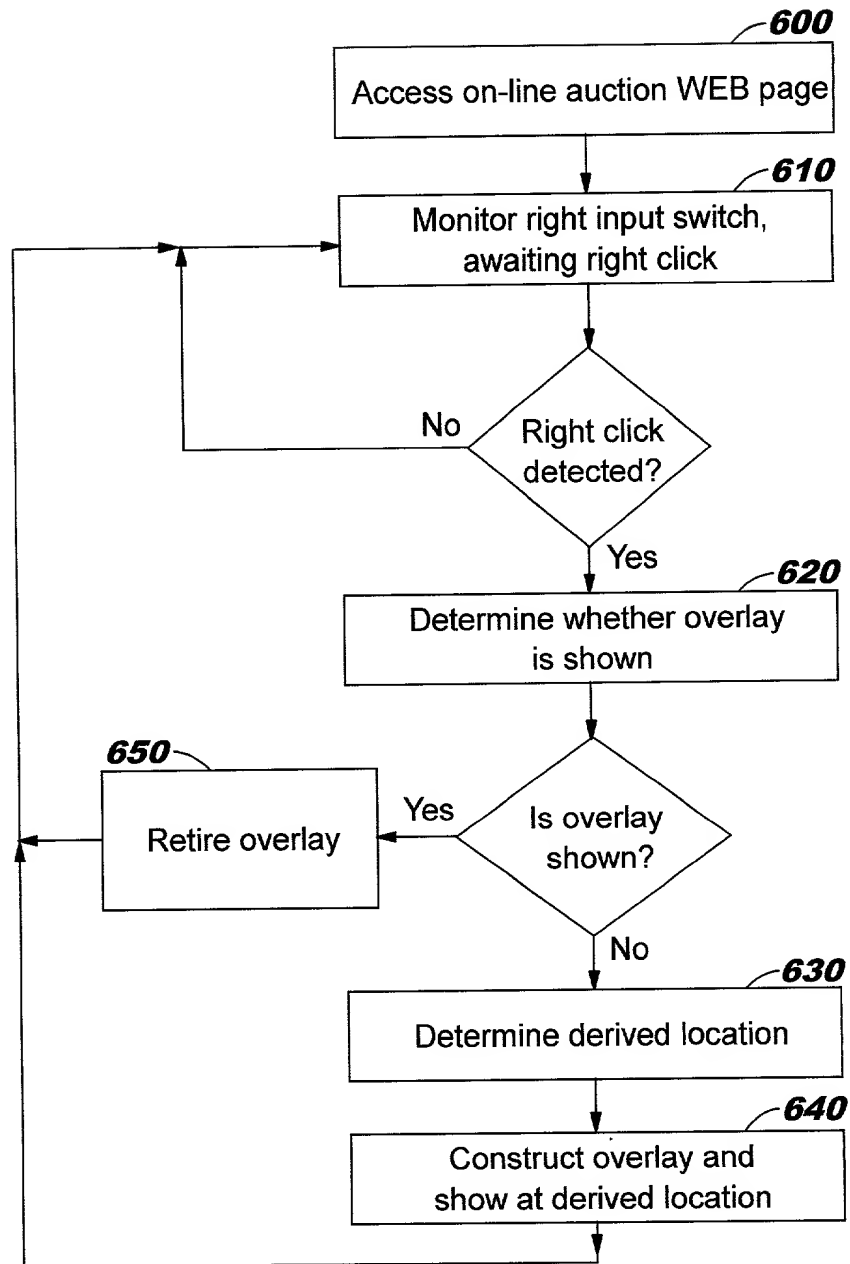 600
Access on-line auction WEB page
610
Monitor right input switch,
awaiting right click
No
Right click
detected?
Yes
620
Determine whether overlay
is shown
650
Retire overlay
Yes
Is overlay
shown?
No
630
Determine derived location
640
Construct overlay and
show at derived location